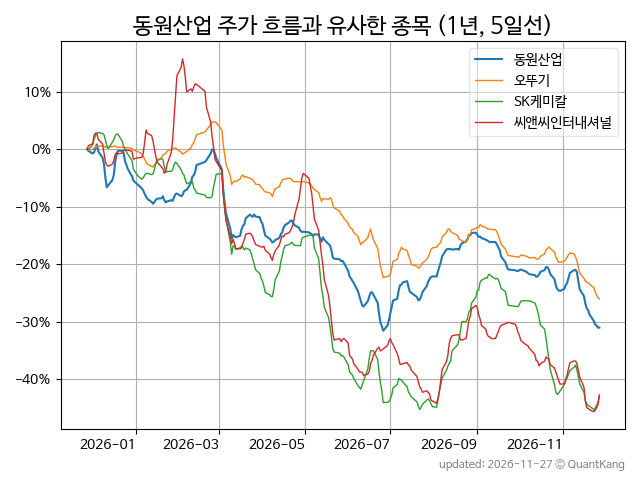 동원산업 주가 흐름과 유사한 종목 (1년, 5일선)
동원산업
오뚜기
SK케미칼
씨앤씨인터내셔널
10%
0%
−10%
−20%
−30%
−40%
2026-01
2026-03
2026-05
2026-07
2026-09
2026-11
updated: 2026-11-27 © QuantKang